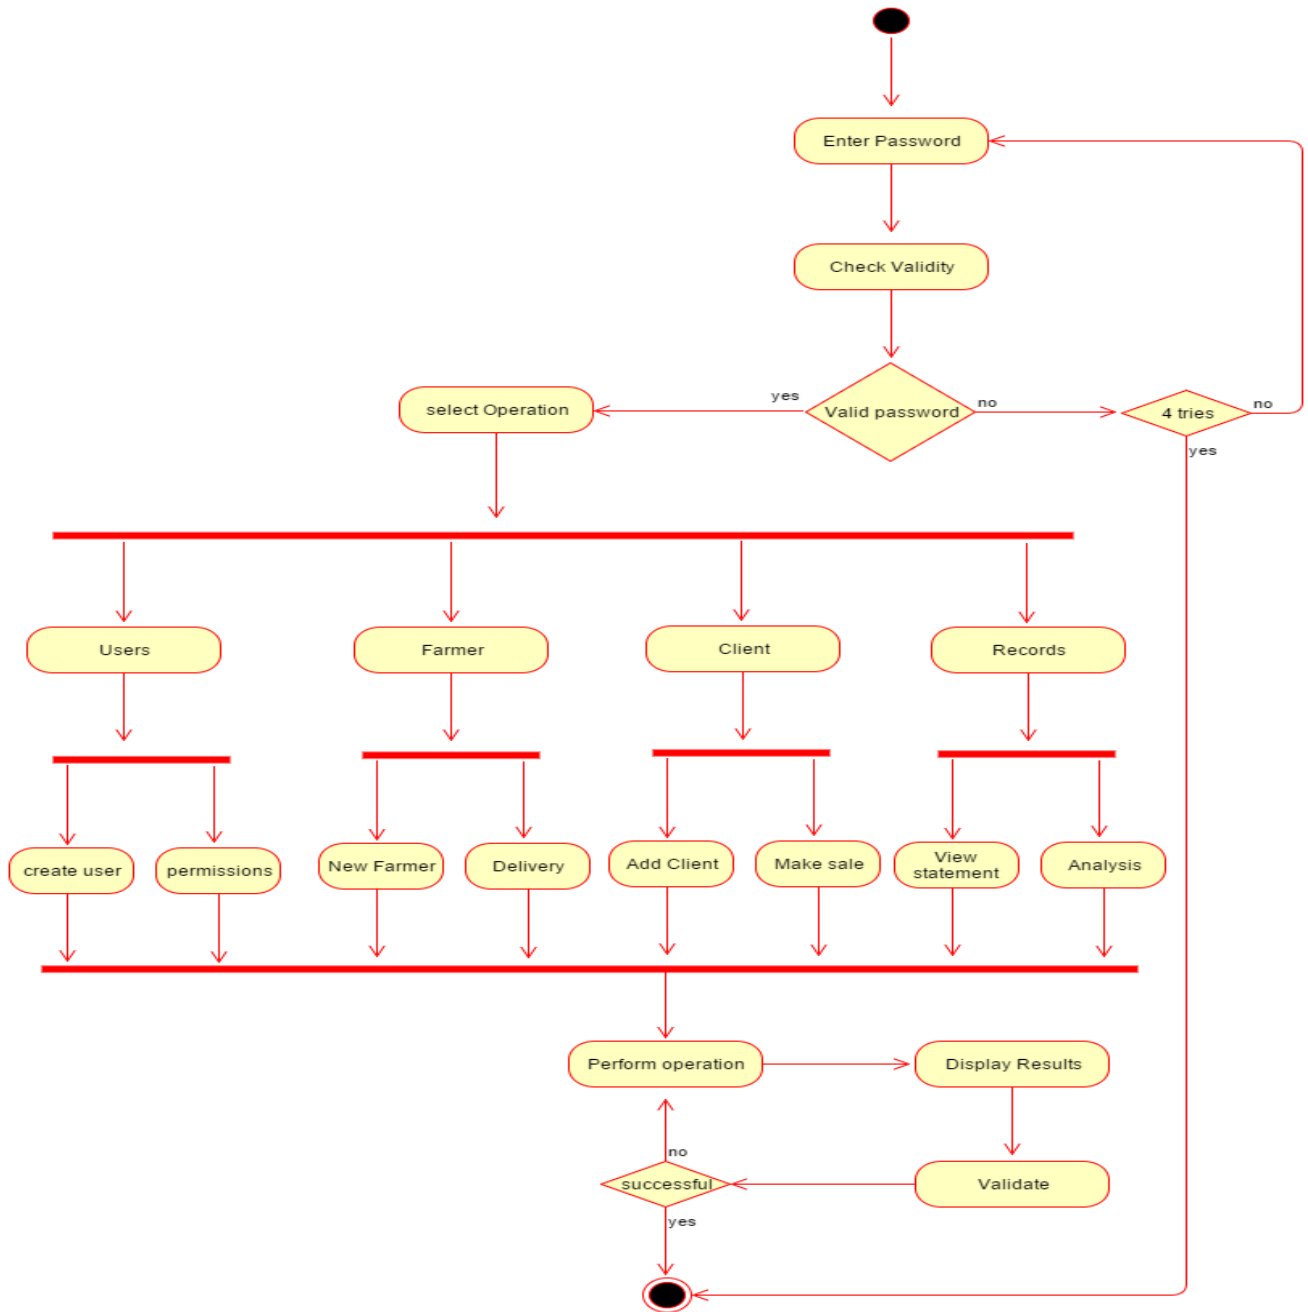 Enter Password
Check Validity
yes
select Operation
Valid password
no
4 tries
no
yes
Users
Farmer
Client
Records
create user
permissions
New Farmer
Delivery
Add Client
Make sale
View
statement
Analysis
Perform operation
Display Results
no
successful
Validate
yes